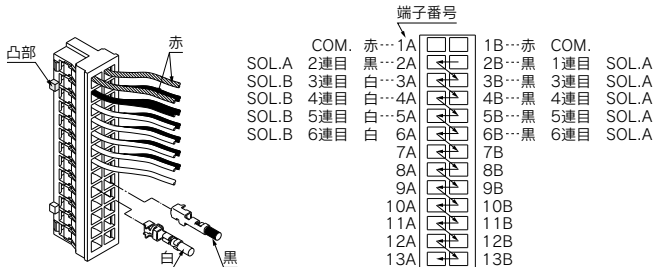 端子番号
凸部
赤
白
黒
COM. 赤…1A 1B…赤 COM.
SOL.A 2連目 黒…2A 2B…黒 1連目 SOL.A
SOL.B 3連目 白…3A 3B…黒 3連目 SOL.A
SOL.B 4連目 白…4A 4B…黒 4連目 SOL.A
SOL.B 5連目 白…5A 5B…黒 5連目 SOL.A
SOL.B 6連目 白 6A 6B…黒 6連目 SOL.A
7A 7B
8A 8B
9A 9B
10A 10B
11A 11B
12A 12B
13A 13B